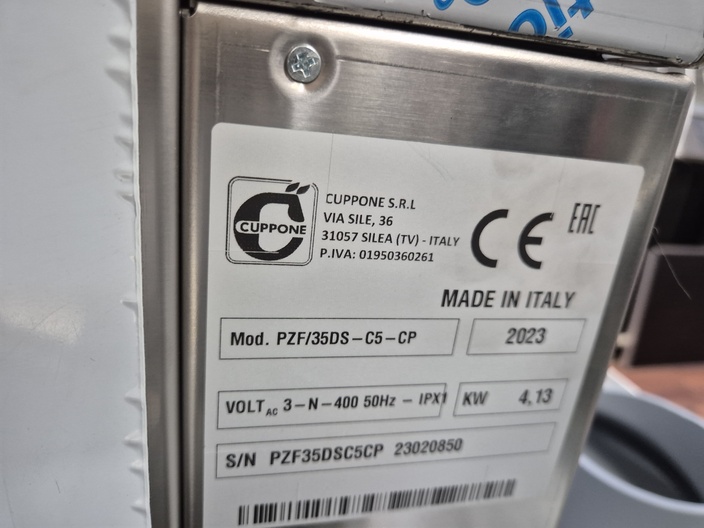 CUPPONE
CUPPONE S.R.L
VIA SILE, 36
31057 SILEA (TV) - ITALY
P.IVA: 01950360261
CE
EAC
MADE IN ITALY
Mod. PZF/35DS-C5-CP
2023
VOLT AC 3-N-400 50Hz - IPX1
KW 4,13
S/N PZF35DSC5CP 23020850